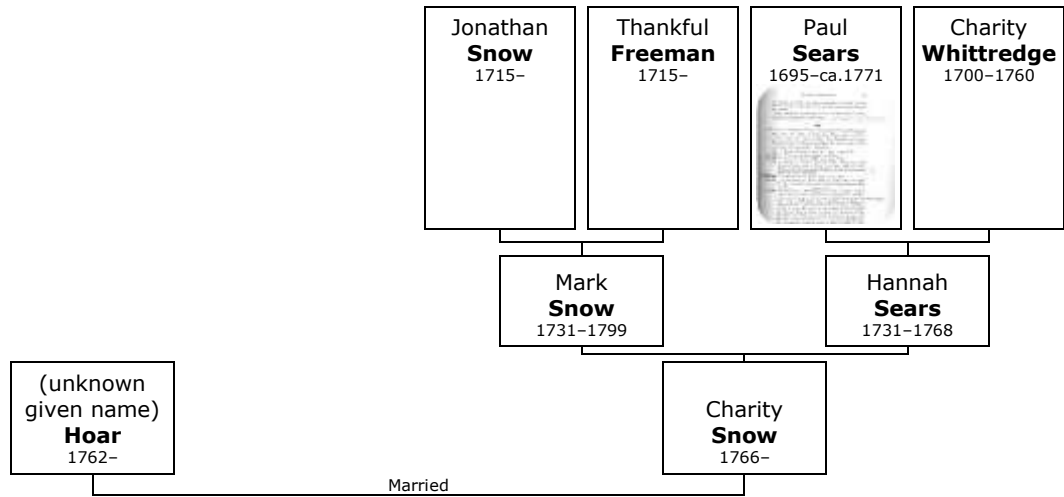 Jonathan
Snow
1715–
Thankful
Freeman
1715–
Paul
Sears
1695–ca.1771
Charity
Whittredge
1700–1760
Mark
Snow
1731–1799
Hannah
Sears
1731–1768
(unknown
given name)
Hoar
1762–
Charity
Snow
1766–
Married